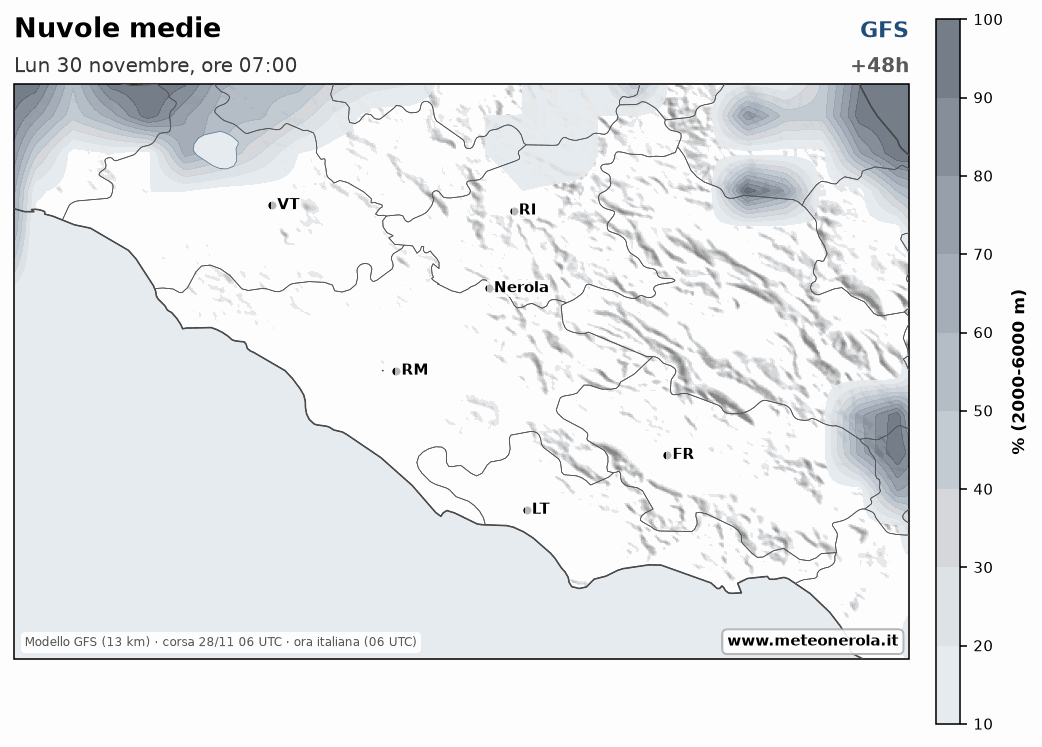 Nuvole medie
GFS
Lun 30 novembre, ore 07:00
+48h
100
90
80
70
60
50
40
30
20
10
% (2000-6000 m)
VT
RI
Nerola
RM
FR
LT
Modello GFS (13 km) · corsa 28/11 06 UTC · ora italiana (06 UTC)
www.meteonerola.it